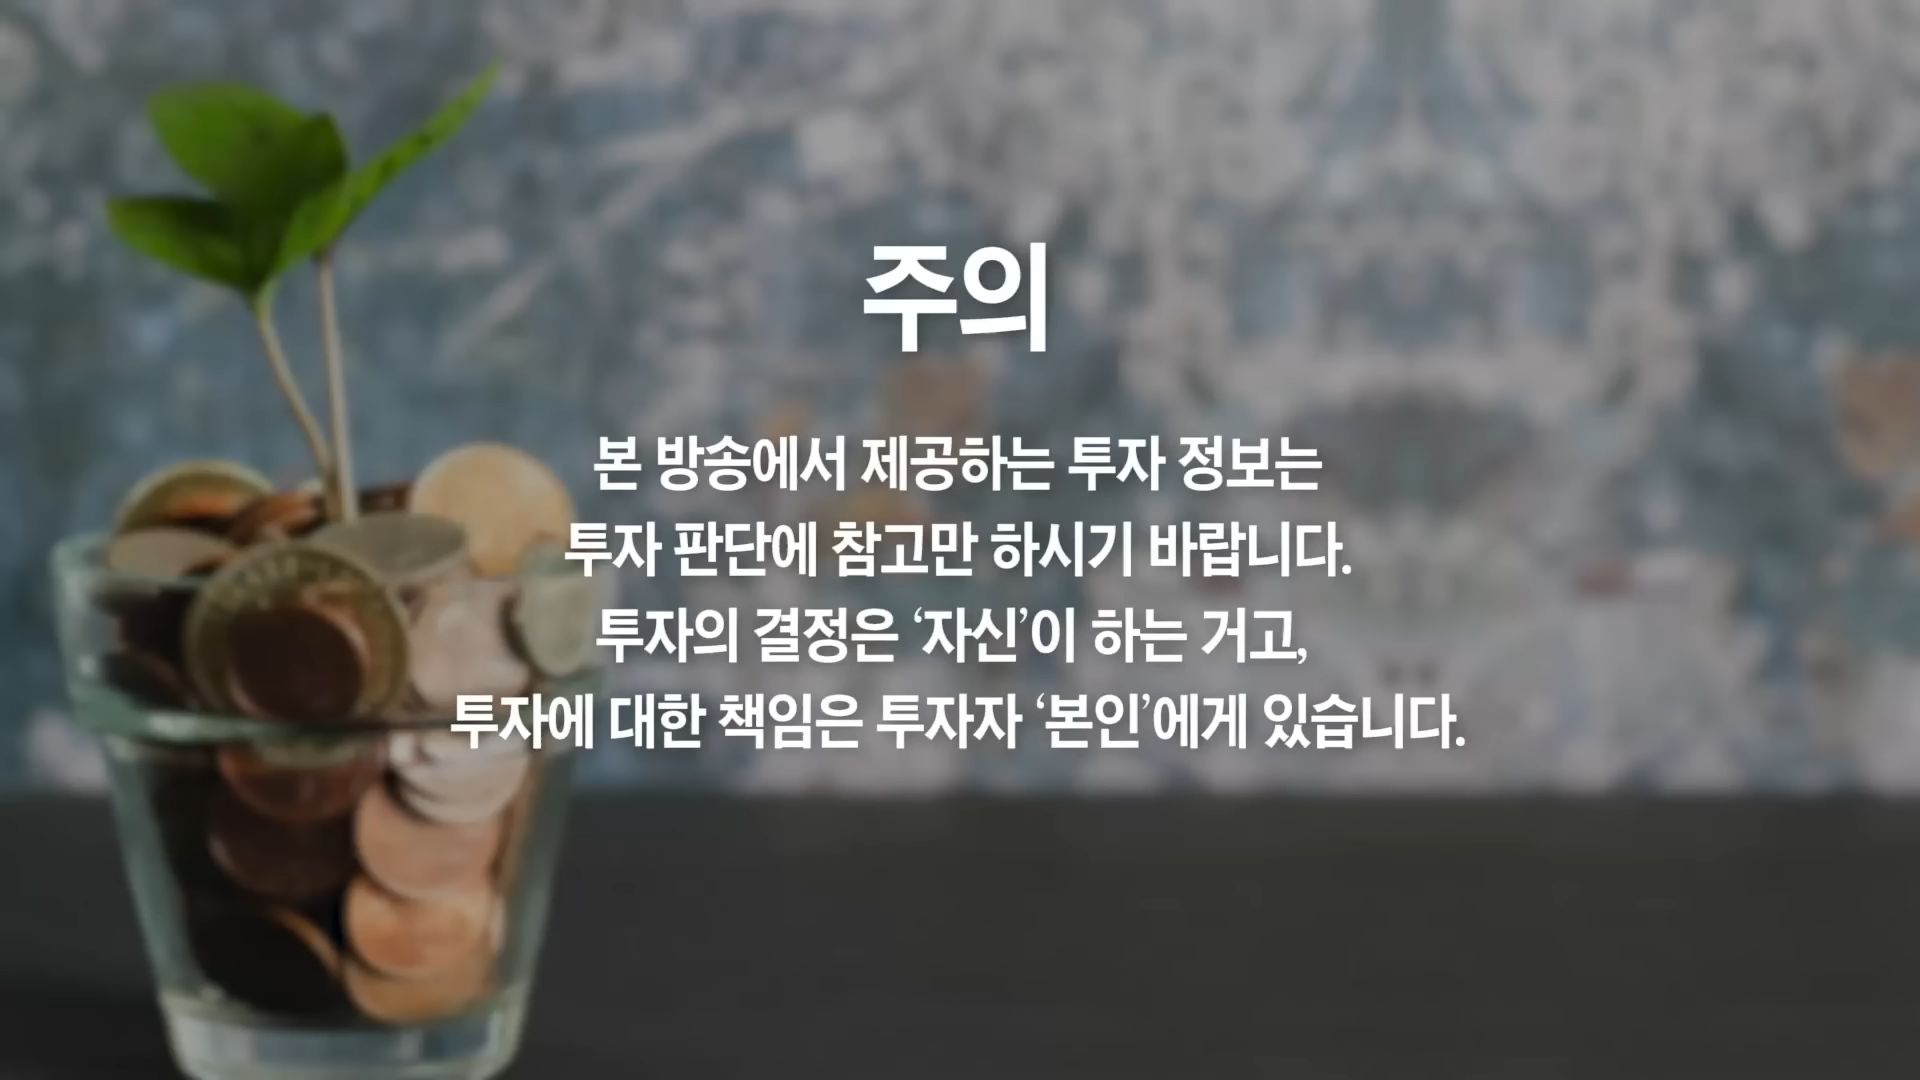 주의
본 방송에서 제공하는 투자 정보는
투자 판단에 참고만 하시기 바랍니다.
투자의 결정은 ‘자신’이 하는 거고,
투자에 대한 책임은 투자자 ‘본인’에게 있습니다.